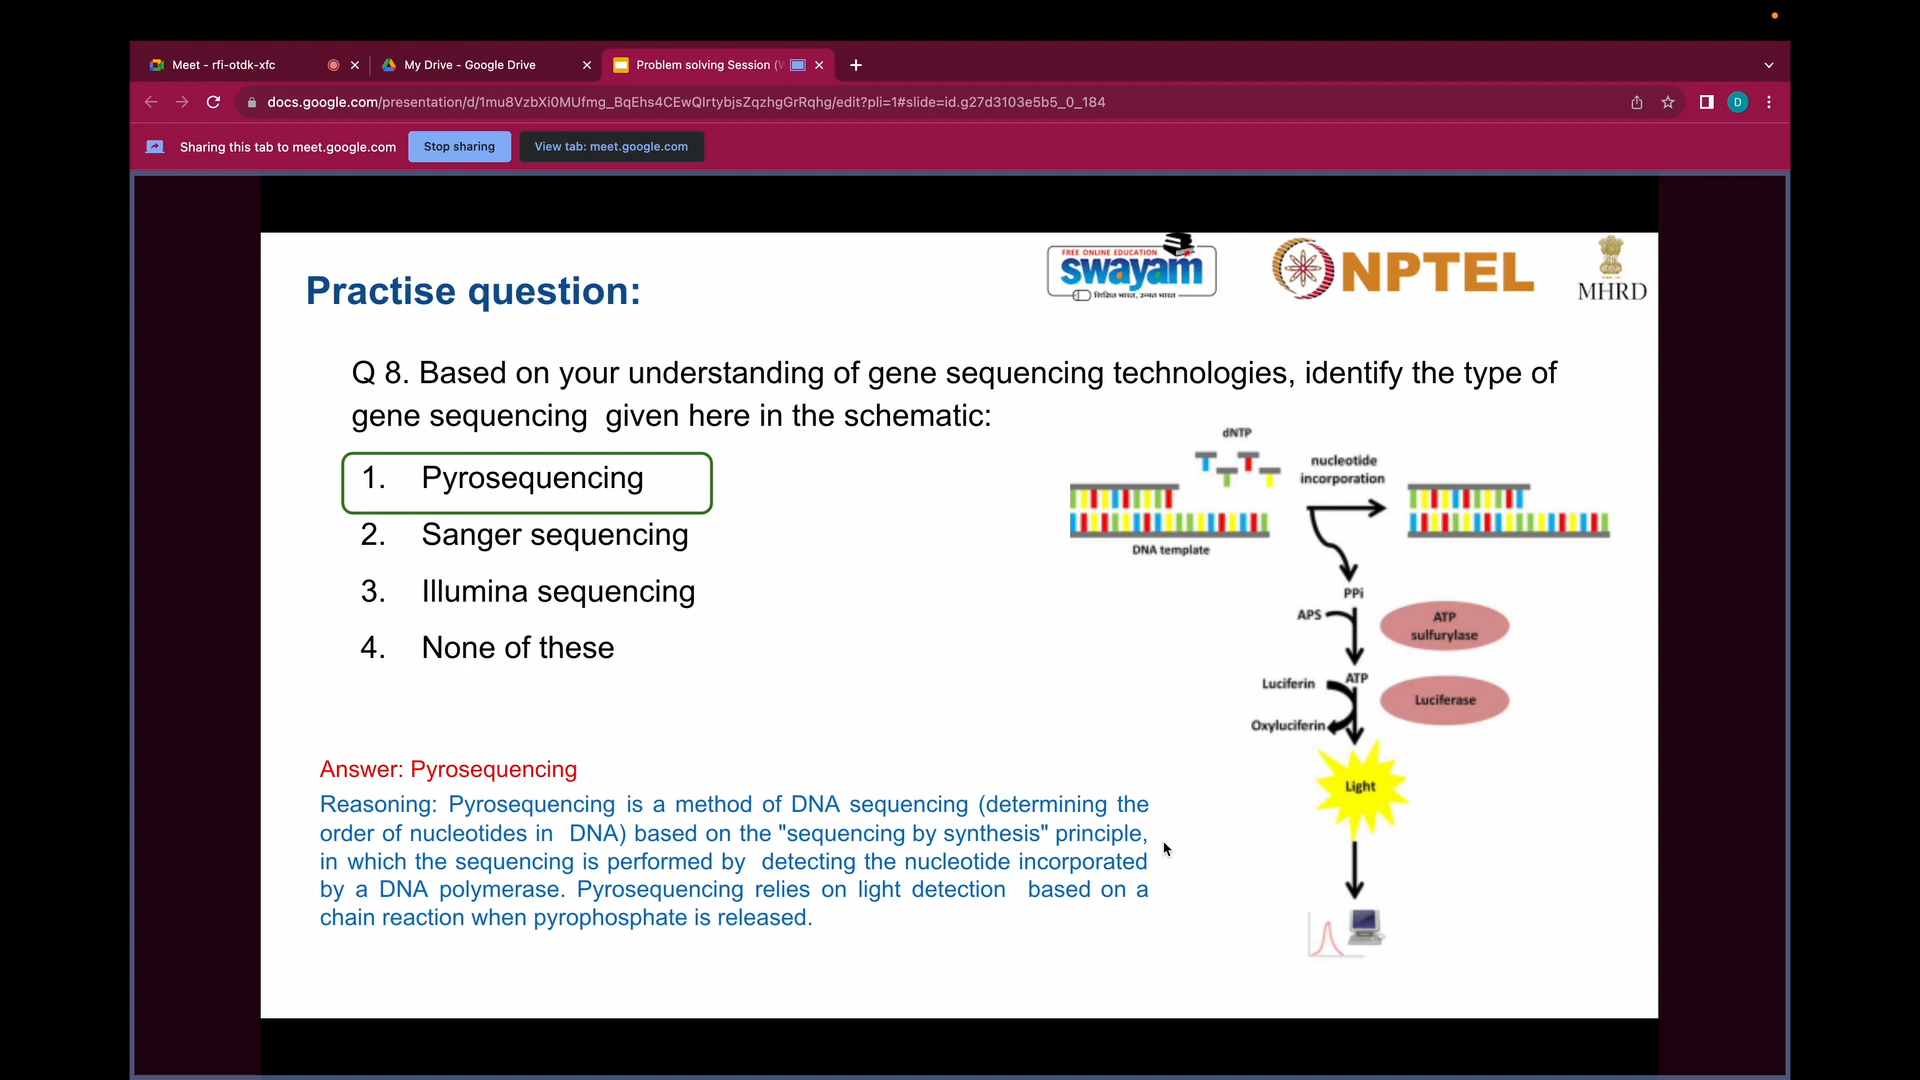 Meet - rfi-otdk-xfc
My Drive - Google Drive
Problem solving Session (
docs.google.com/presentation/d/1mu8VzbXi0MUfmg_BqEhs4CEwQIrtybjsZqzhgGrRqhg/edit?pli=1#slide=id.g27d3103e5b5_0_184
D
Sharing this tab to meet.google.com
Stop sharing
View tab: meet.google.com
FREE ONLINE EDUCATION
swayam
शिक्षित भारत, उन्नत भारत
NPTEL
MHRD
Practise question:
Q 8. Based on your understanding of gene sequencing technologies, identify the type of
gene sequencing given here in the schematic:
1. Pyrosequencing
2. Sanger sequencing
3. Illumina sequencing
4. None of these
dNTP
nucleotide
incorporation
DNA template
PPi
APS
ATP
sulfurylase
ATP
Luciferin
Luciferase
Oxyluciferin
Light
Answer: Pyrosequencing
Reasoning: Pyrosequencing is a method of DNA sequencing (determining the
order of nucleotides in DNA) based on the "sequencing by synthesis" principle,
in which the sequencing is performed by detecting the nucleotide incorporated
by a DNA polymerase. Pyrosequencing relies on light detection based on a
chain reaction when pyrophosphate is released.